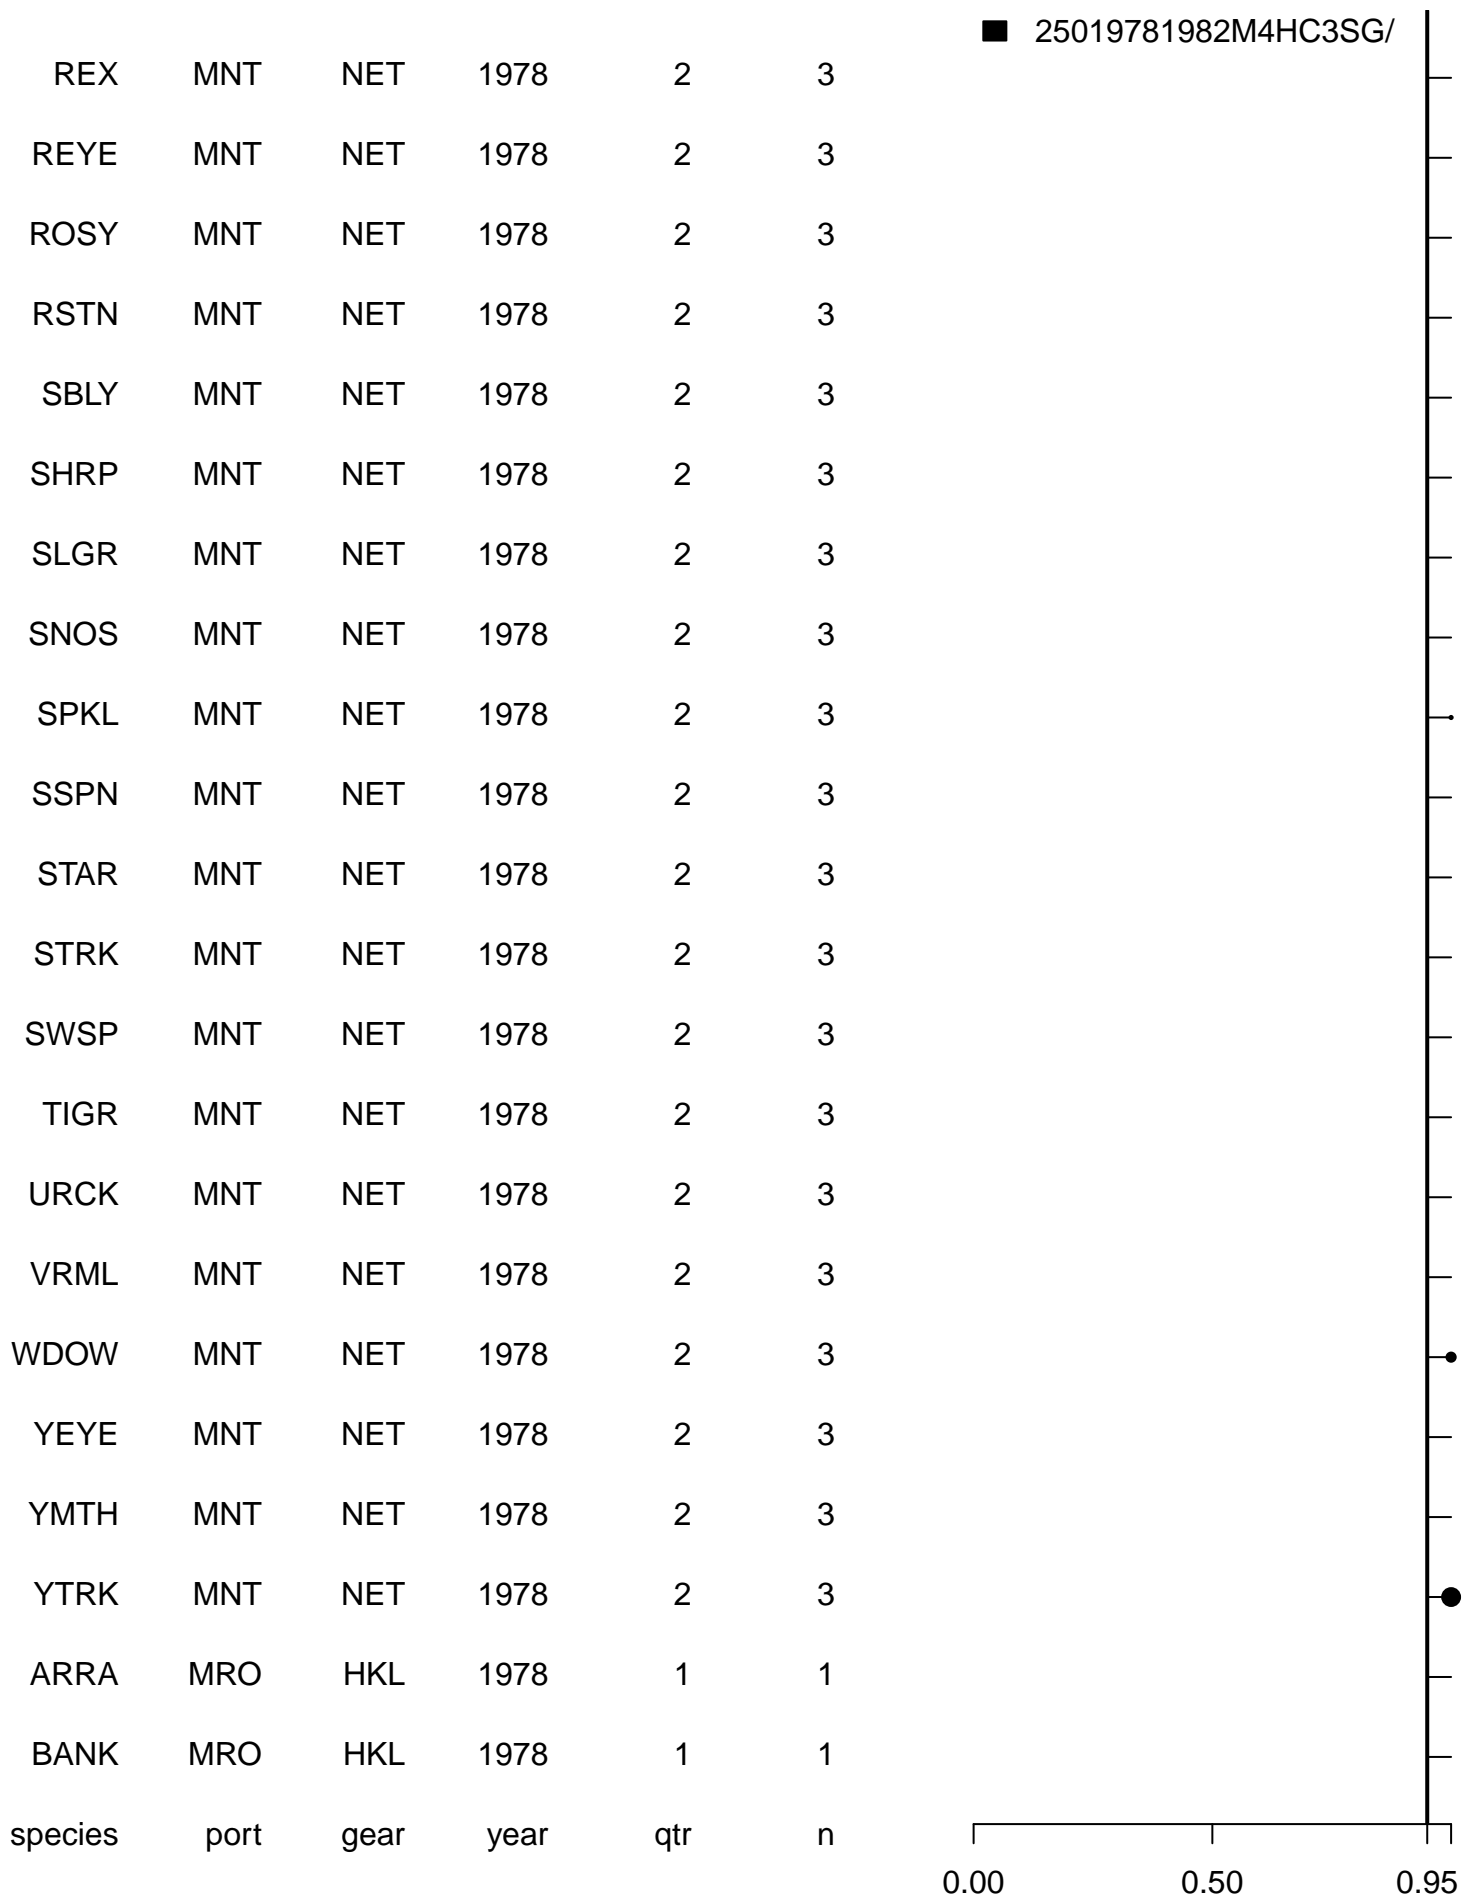 25019781982M4HC3SG/
REX MNT NET 1978 2 3
REYE MNT NET 1978 2 3
ROSY MNT NET 1978 2 3
RSTN MNT NET 1978 2 3
SBLY MNT NET 1978 2 3
SHRP MNT NET 1978 2 3
SLGR MNT NET 1978 2 3
SNOS MNT NET 1978 2 3
SPKL MNT NET 1978 2 3
SSPN MNT NET 1978 2 3
STAR MNT NET 1978 2 3
STRK MNT NET 1978 2 3
SWSP MNT NET 1978 2 3
TIGR MNT NET 1978 2 3
URCK MNT NET 1978 2 3
VRML MNT NET 1978 2 3
WDOW MNT NET 1978 2 3
YEYE MNT NET 1978 2 3
YMTH MNT NET 1978 2 3
YTRK MNT NET 1978 2 3
ARRA MRO HKL 1978 1 1
BANK MRO HKL 1978 1 1
species port gear year qtr n
0.00 0.50 0.95